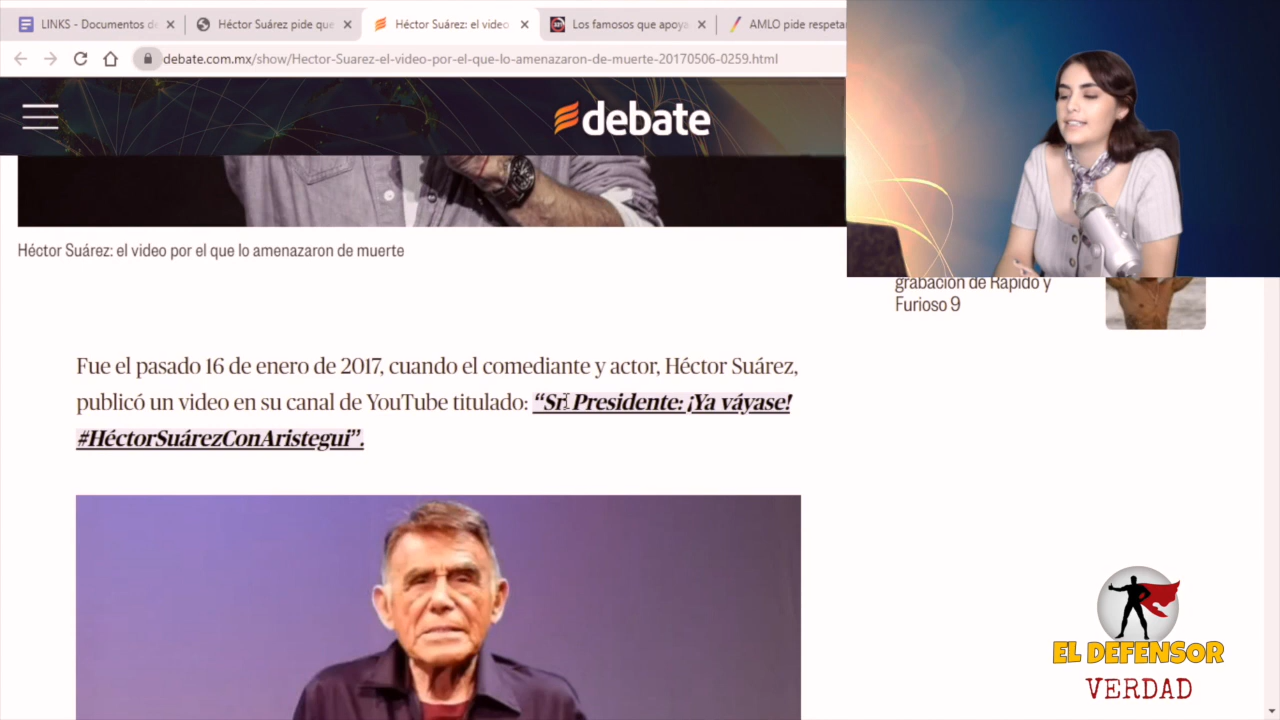 LINKS - Documentos de
Héctor Suárez pide que
Héctor Suárez: el video
Los famosos que apoya
AMLO pide respetar
debate.com.mx/show/Hector-Suarez-el-video-por-el-que-lo-amenazaron-de-muerte-20170506-0259.html
debate
Héctor Suárez: el video por el que lo amenazaron de muerte
grabación de Rápido y
Furioso 9
Fue el pasado 16 de enero de 2017, cuando el comediante y actor, Héctor Suárez,
publicó un video en su canal de YouTube titulado: “Sr. Presidente: ¡Ya váyase!
#HéctorSuárezConAristegui”.
EL DEFENSOR
VERDAD